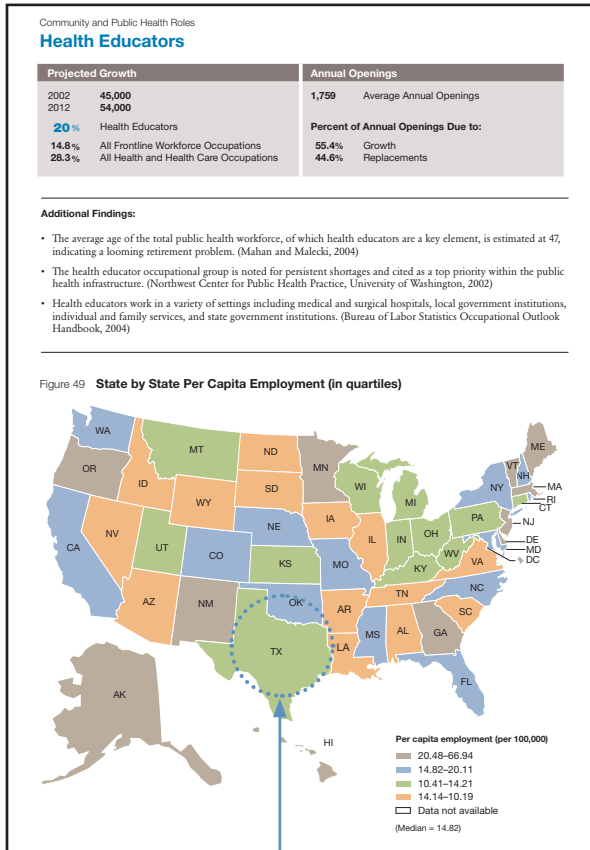 Community and Public Health Roles
Health Educators
Projected Growth
2002 45,000
2012 54,000
20% Health Educators
14.8% All Frontline Workforce Occupations
28.3% All Health and Health Care Occupations
Annual Openings
1,759 Average Annual Openings
Percent of Annual Openings Due to:
55.4% Growth
44.6% Replacements
Additional Findings:
• The average age of the total public health workforce, of which health educators are a key element, is estimated at 47,
indicating a looming retirement problem. (Mahan and Malecki, 2004)
• The health educator occupational group is noted for persistent shortages and cited as a top priority within the public
health infrastructure. (Northwest Center for Public Health Practice, University of Washington, 2002)
• Health educators work in a variety of settings including medical and surgical hospitals, local government institutions,
individual and family services, and state government institutions. (Bureau of Labor Statistics Occupational Outlook
Handbook, 2004)
Figure 49 State by State Per Capita Employment (in quartiles)
WA
MT
ND
MN
ME
VT
NH
OR
ID
SD
WI
MI
NY
MA
RI
CT
WY
IA
PA
NJ
NV
NE
IL
IN
OH
DE
MD
DC
CA
UT
CO
KS
MO
WV
KY
VA
NC
AZ
NM
OK
AR
TN
SC
TX
LA
MS
AL
GA
FL
AK
HI
Per capita employment (per 100,000)
20.48–66.94
14.82–20.11
10.41–14.21
14.14–10.19
Data not available
(Median = 14.82)